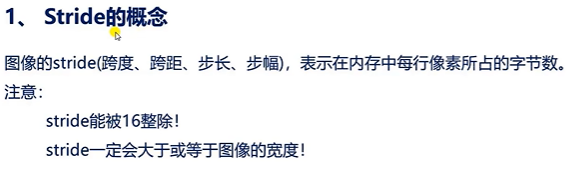 1、 Stride的概念
图像的stride(跨度、跨距、步长、步幅)，表示在内存中每行像素所占的字节数。
注意：
stride能被16整除！
stride一定会大于或等于图像的宽度！